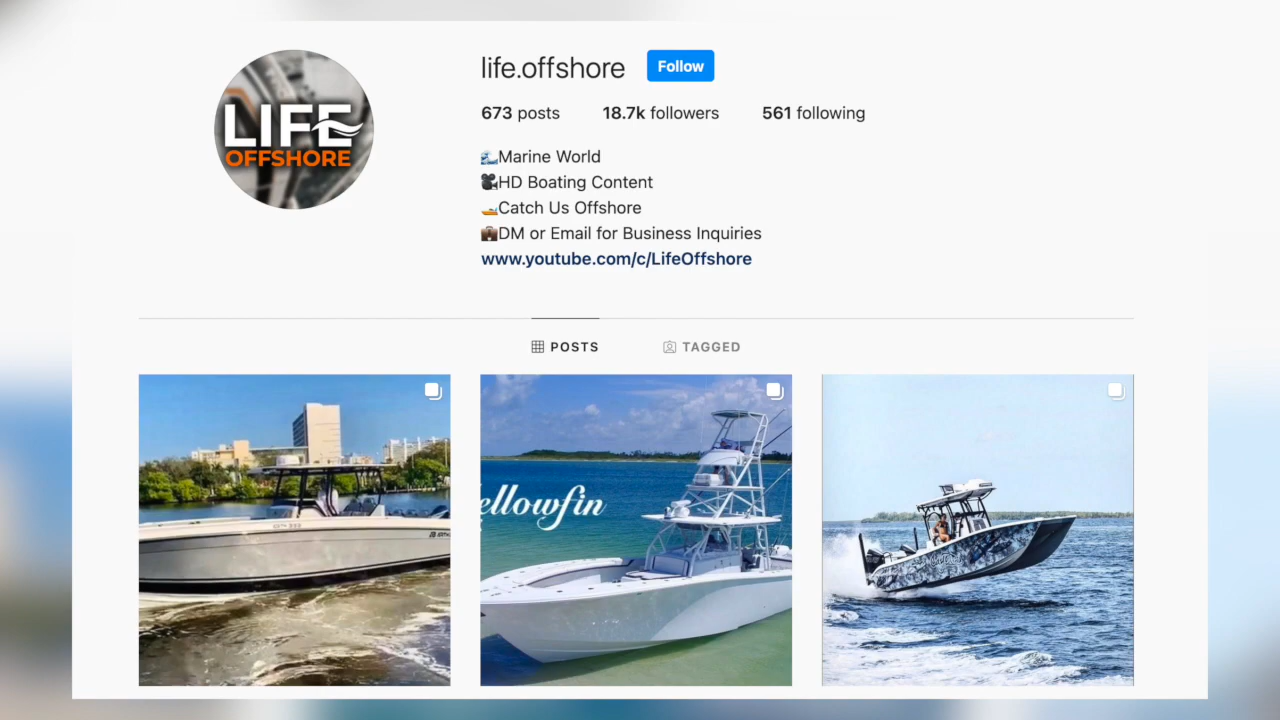 LIFE
OFFSHORE
life.offshore
Follow
673 posts 18.7k followers 561 following
🌊Marine World
🎥HD Boating Content
🚤Catch Us Offshore
💼DM or Email for Business Inquiries
www.youtube.com/c/LifeOffshore
POSTS TAGGED
ellowfin